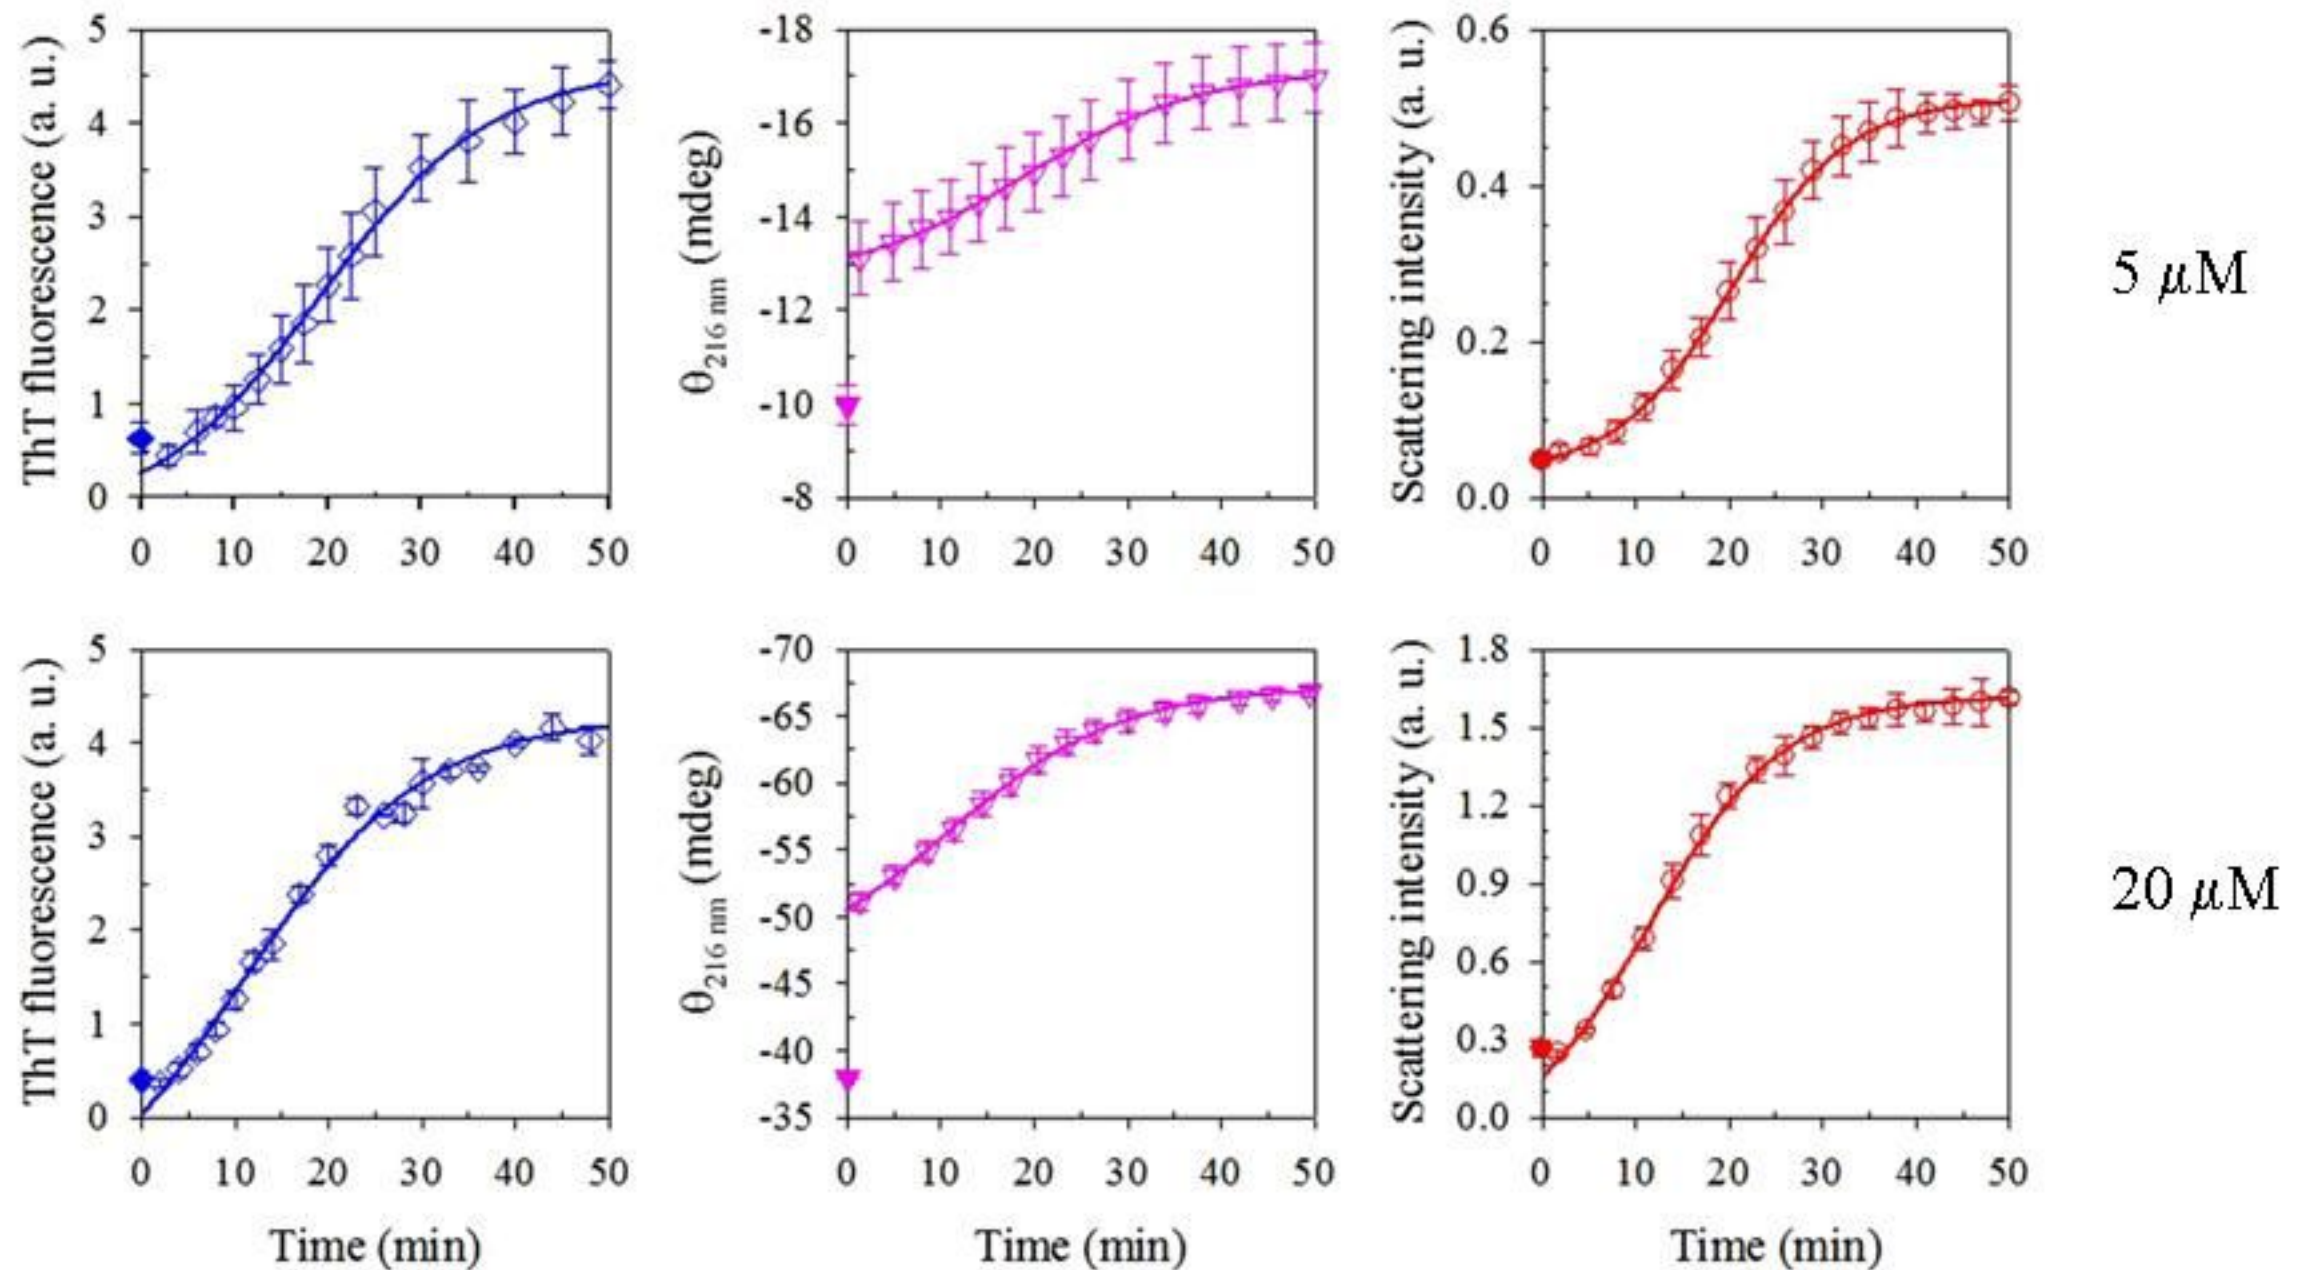 ThT fluorescence (a. u.)
5
4
3
2
1
0
0 10 20 30 40 50
θ216 nm (mdeg)
-18
-16
-14
-12
-10
-8
0 10 20 30 40 50
Scattering intensity (a. u.)
0.6
0.4
0.2
0.0
0 10 20 30 40 50
5 μM
ThT fluorescence (a. u.)
5
4
3
2
1
0
0 10 20 30 40 50
Time (min)
θ216 nm (mdeg)
-70
-65
-60
-55
-50
-45
-40
-35
0 10 20 30 40 50
Time (min)
Scattering intensity (a. u.)
1.8
1.5
1.2
0.9
0.6
0.3
0.0
0 10 20 30 40 50
Time (min)
20 μM